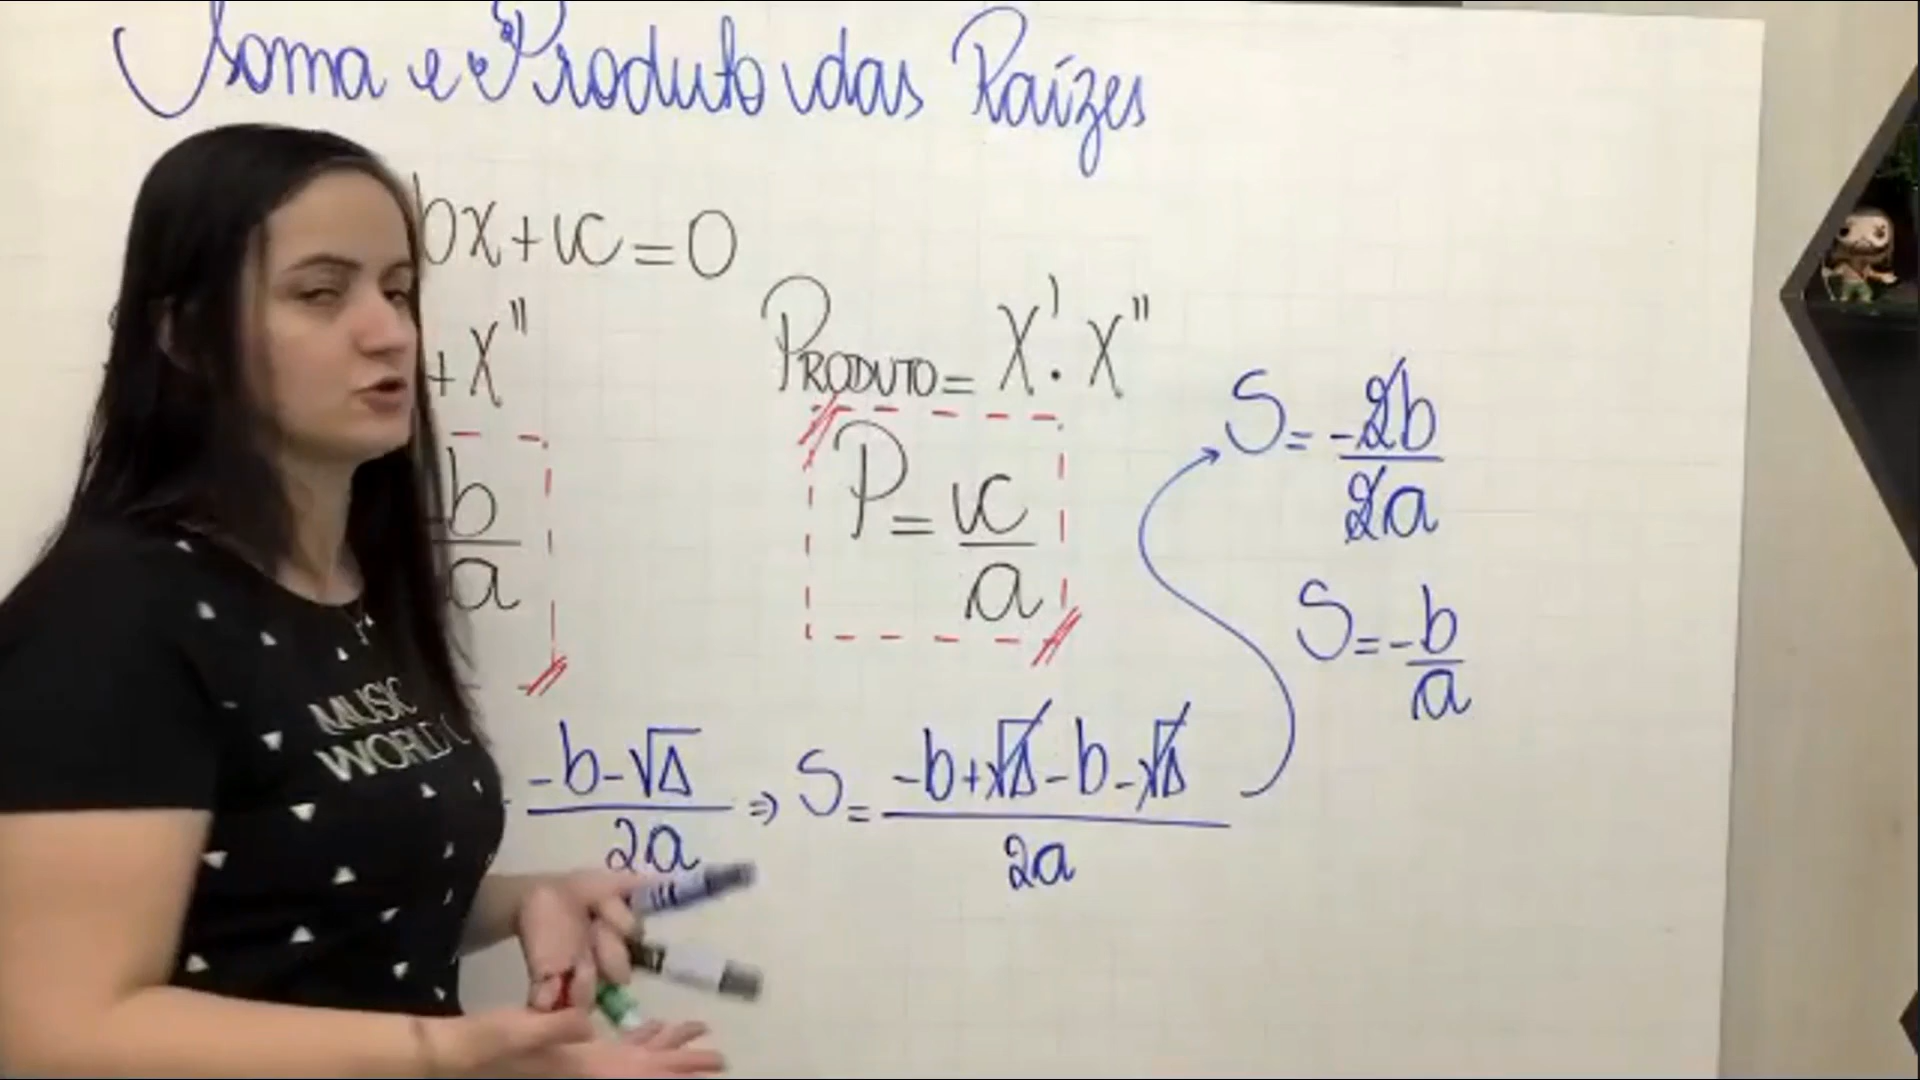 Soma e Produto das Raízes
bx+c=0
+x"
PRODUTO= x'.x"
-b/a
P=c/a
S=-2b/2a
S=-b/a
-b-√Δ/2a ⇒ S=-b+√Δ-b-√Δ/2a
MUSIC
WORLD